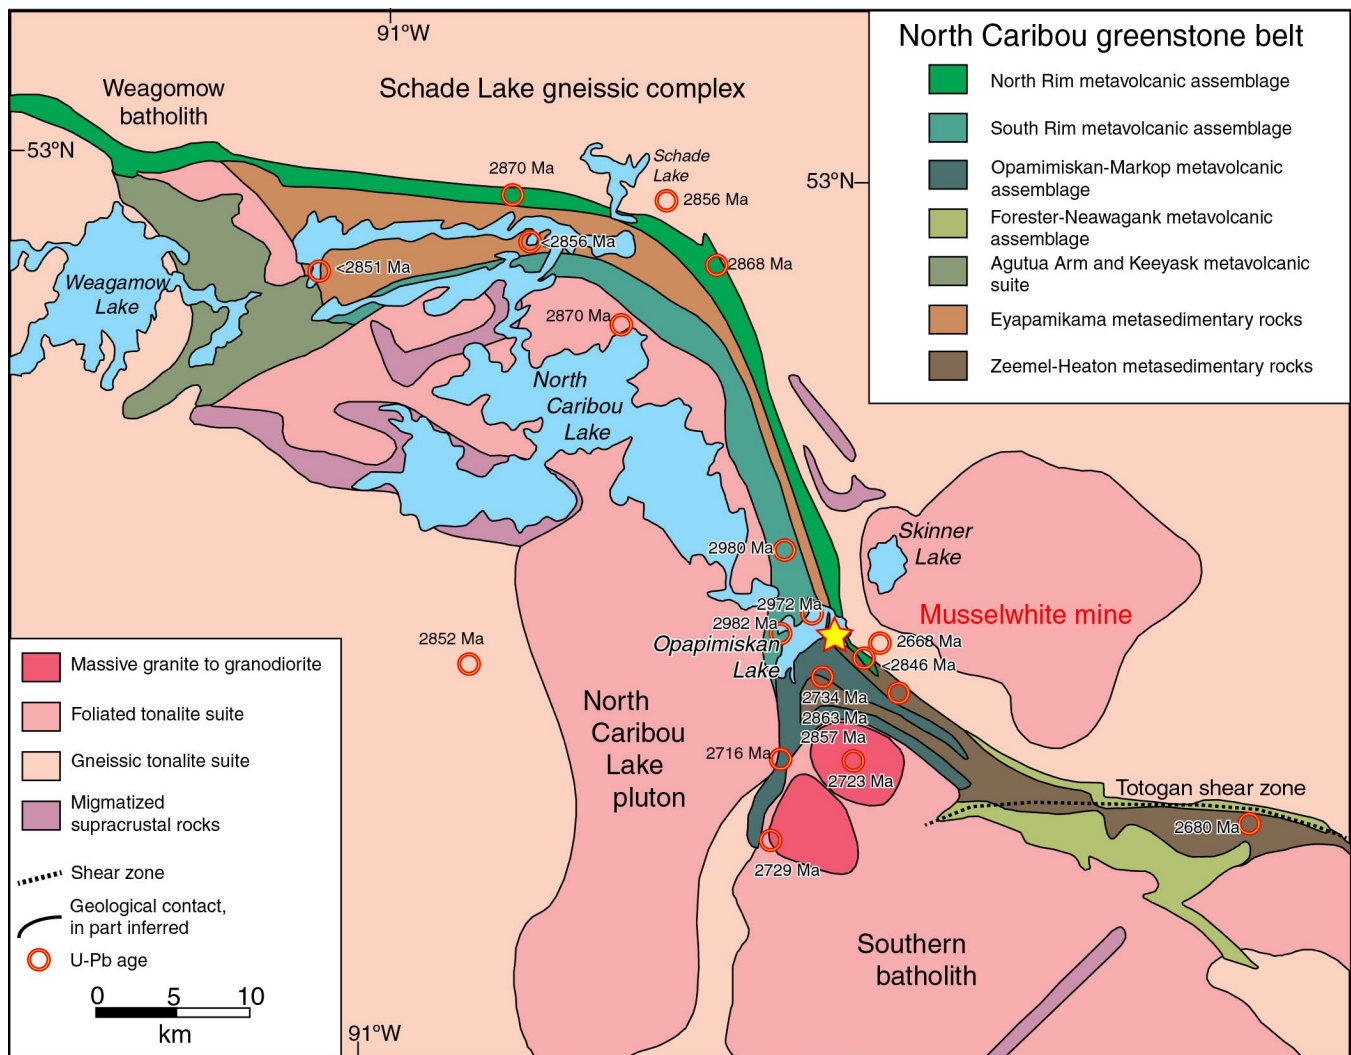 91°W
Schade Lake gneissic complex
Weagomow
batholith
53°N
Schade
Lake
2870 Ma
53°N
2856 Ma
<2856 Ma
<2851 Ma
2868 Ma
Weagamow
Lake
2870 Ma
North
Caribou
Lake
2980 Ma
Skinner
Lake
2972 Ma
Musselwhite mine
2982 Ma
2852 Ma
Opapimiskan
Lake
2668 Ma
<2846 Ma
2734 Ma
2863 Ma
2857 Ma
North
Caribou
Lake
pluton
2716 Ma
2723 Ma
Totogan shear zone
2680 Ma
2729 Ma
Southern
batholith
91°W
North Caribou greenstone belt
North Rim metavolcanic assemblage
South Rim metavolcanic assemblage
Opamimiskan-Markop metavolcanic
assemblage
Forester-Neawagank metavolcanic
assemblage
Agutua Arm and Keeyask metavolcanic
suite
Eyapamikama metasedimentary rocks
Zeemel-Heaton metasedimentary rocks
Massive granite to granodiorite
Foliated tonalite suite
Gneissic tonalite suite
Migmatized
supracrustal rocks
Shear zone
Geological contact,
in part inferred
U-Pb age
0 5 10
km